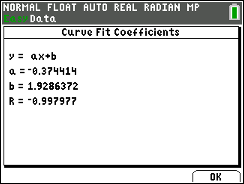 NORMAL FLOAT AUTO REAL RADIAN MP
Data
Curve Fit Coefficients
y = ax+b
a = -0.374414
b = 1.9286372
R = -0.997977
OK